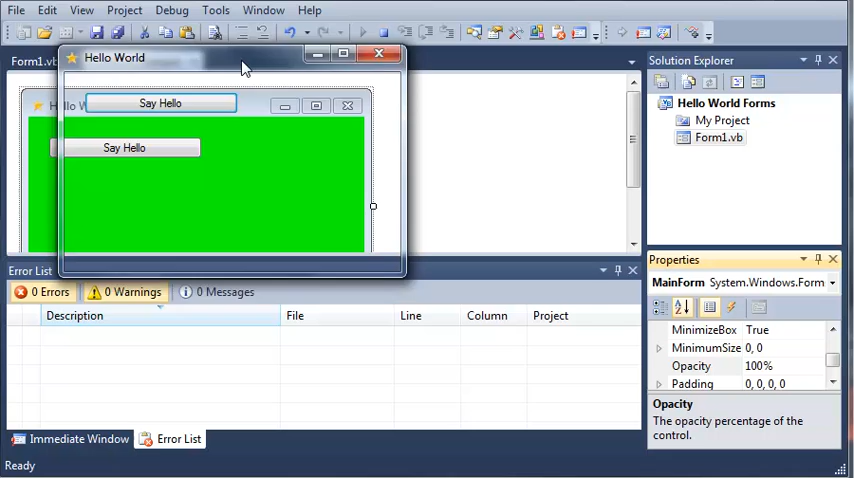 File Edit View Project Debug Tools Window Help
Form1.vb
Hello World
Say Hello
Hello W
Say Hello
Solution Explorer
Hello World Forms
My Project
Form1.vb
Properties
MainForm System.Windows.Form
MinimizeBox True
MinimumSize 0, 0
Opacity 100%
Padding 0, 0, 0, 0
Opacity
The opacity percentage of the
control.
Error List
0 Errors 0 Warnings 0 Messages
Description File Line Column Project
Immediate Window Error List
Ready